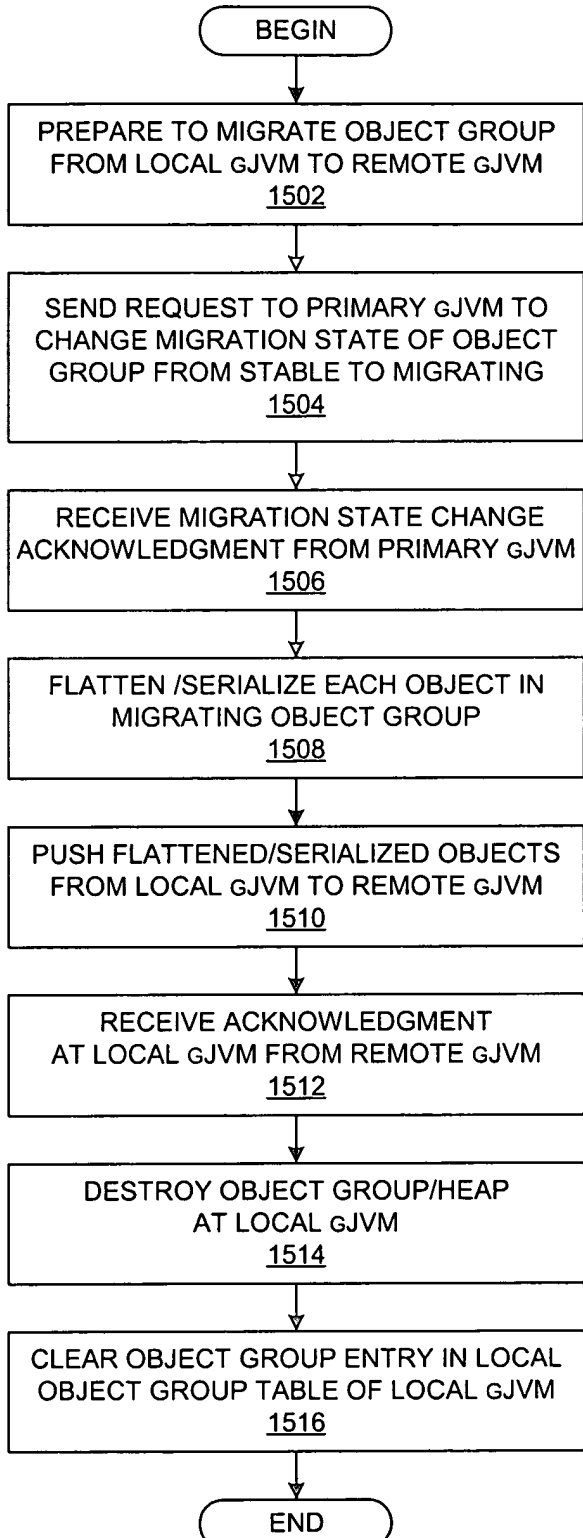 BEGIN
PREPARE TO MIGRATE OBJECT GROUP
FROM LOCAL GJVM TO REMOTE GJVM
1502
SEND REQUEST TO PRIMARY GJVM TO
CHANGE MIGRATION STATE OF OBJECT
GROUP FROM STABLE TO MIGRATING
1504
RECEIVE MIGRATION STATE CHANGE
ACKNOWLEDGMENT FROM PRIMARY GJVM
1506
FLATTEN /SERIALIZE EACH OBJECT IN
MIGRATING OBJECT GROUP
1508
PUSH FLATTENED/SERIALIZED OBJECTS
FROM LOCAL GJVM TO REMOTE GJVM
1510
RECEIVE ACKNOWLEDGMENT
AT LOCAL GJVM FROM REMOTE GJVM
1512
DESTROY OBJECT GROUP/HEAP
AT LOCAL GJVM
1514
CLEAR OBJECT GROUP ENTRY IN LOCAL
OBJECT GROUP TABLE OF LOCAL GJVM
1516
END